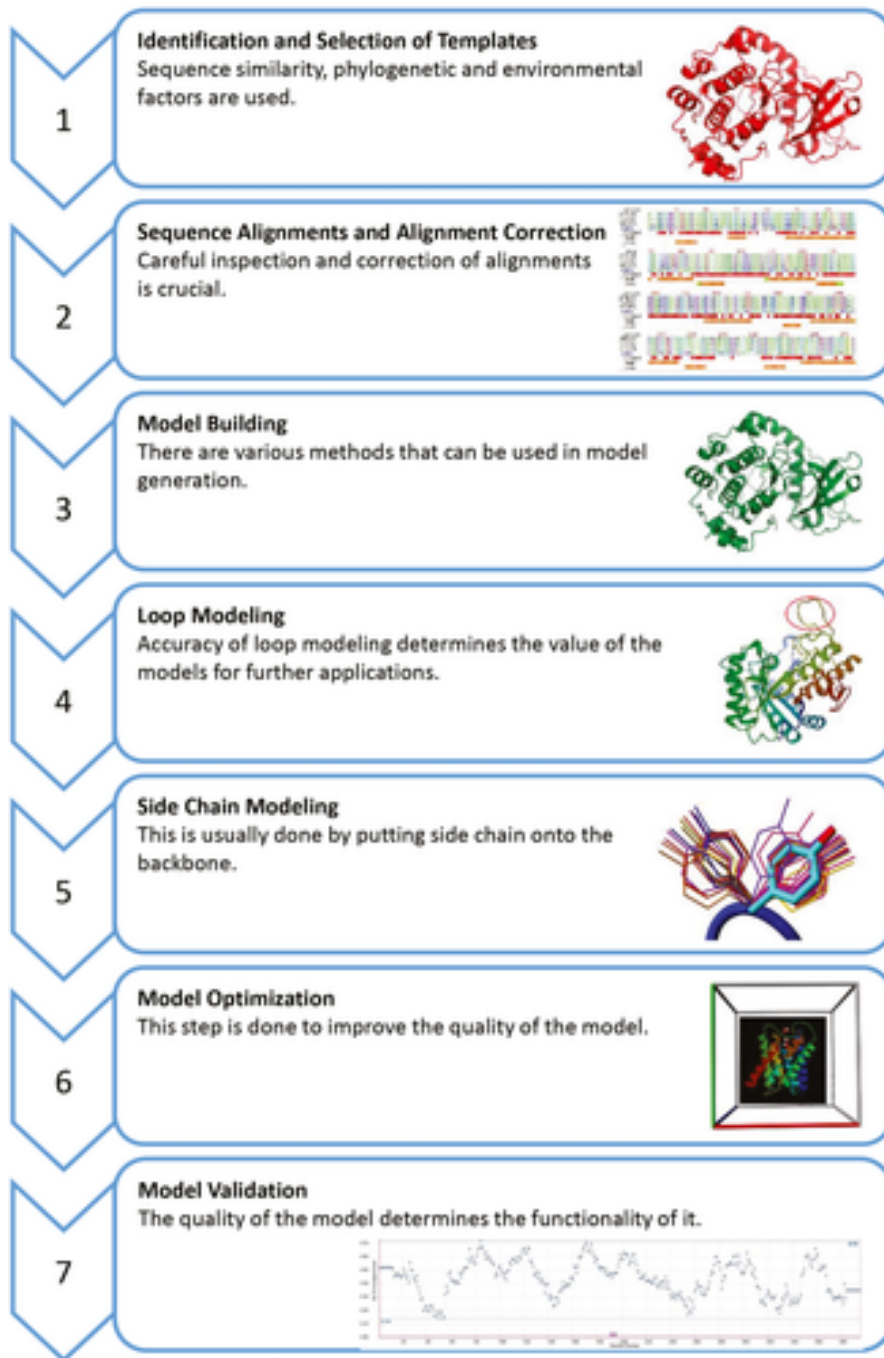 1
Identification and Selection of Templates
Sequence similarity, phylogenetic and environmental
factors are used.
2
Sequence Alignments and Alignment Correction
Careful inspection and correction of alignments
is crucial.
3
Model Building
There are various methods that can be used in model
generation.
4
Loop Modeling
Accuracy of loop modeling determines the value of the
models for further applications.
5
Side Chain Modeling
This is usually done by putting side chain onto the
backbone.
6
Model Optimization
This step is done to improve the quality of the model.
7
Model Validation
The quality of the model determines the functionality of it.